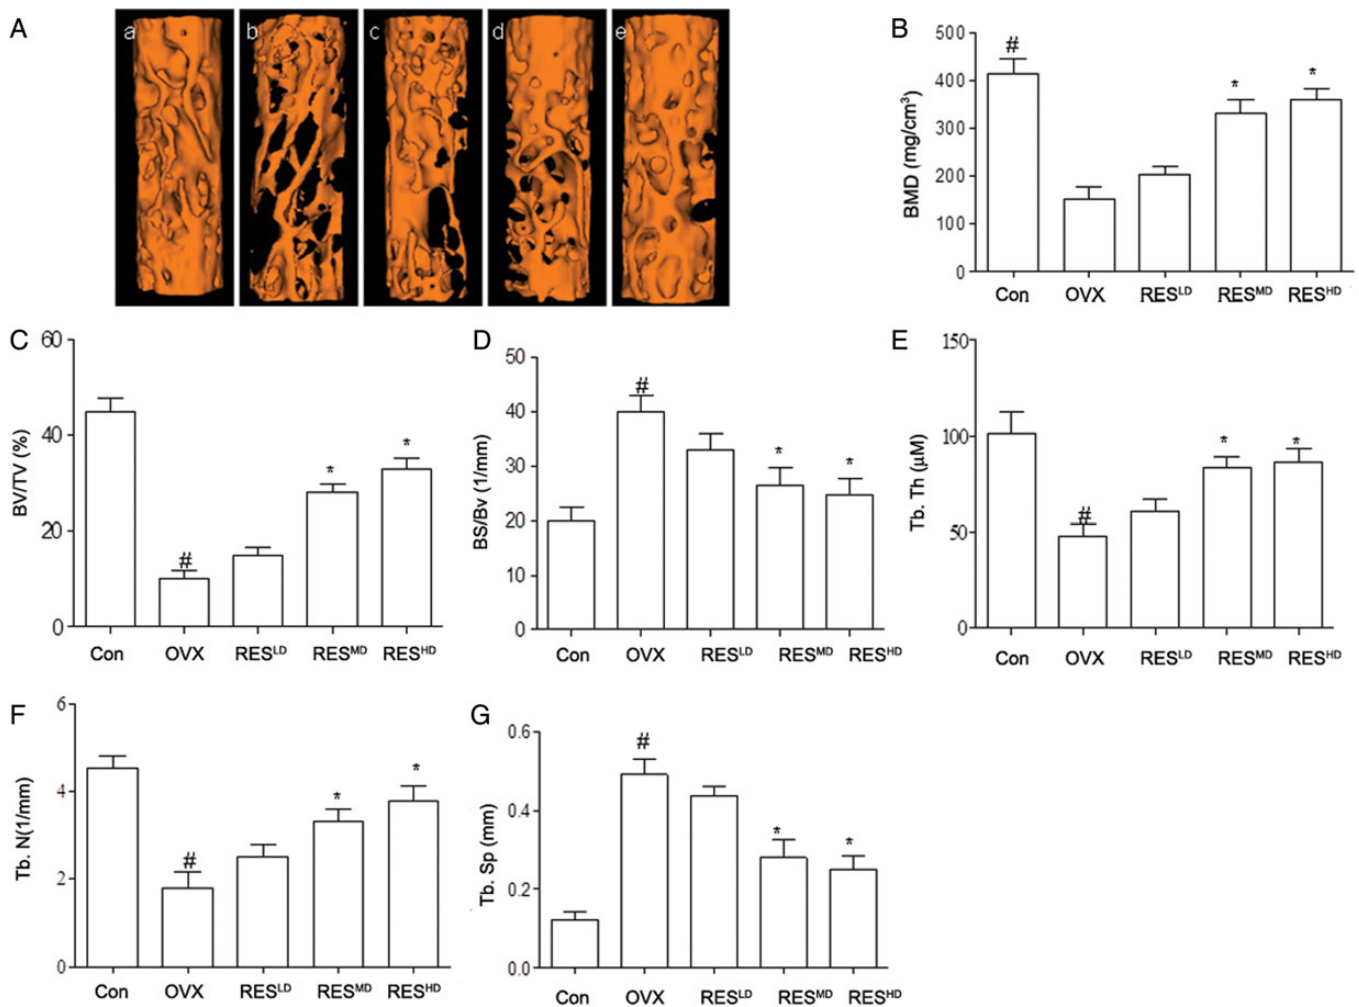 A
a b c d e
B
#
*
*
500
400
300
200
100
0
BMD (mg/cm³)
Con OVX RESᴸᴰ RESᴹᴰ RESᴴᴰ
C
60
40
20
0
BV/TV (%)
#
*
*
Con OVX RESᴸᴰ RESᴹᴰ RESᴴᴰ
D
50
40
30
20
10
0
BS/Bv (1/mm)
#
*
*
Con OVX RESᴸᴰ RESᴹᴰ RESᴴᴰ
E
150
100
50
0
Tb. Th (µM)
#
*
*
Con OVX RESᴸᴰ RESᴹᴰ RESᴴᴰ
F
6
4
2
0
Tb. N(1/mm)
#
*
*
Con OVX RESᴸᴰ RESᴹᴰ RESᴴᴰ
G
0.6
0.4
0.2
0.0
Tb. Sp (mm)
#
*
*
Con OVX RESᴸᴰ RESᴹᴰ RESᴴᴰ